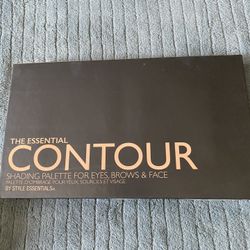 THE ESSENTIAL
CONTOUR
SHADING PALETTE FOR EYES, BROWS & FACE
PALETTE D'OMBRAGE POUR YEUX, SOURCILS ET VISAGE
BY STYLE ESSENTIALS